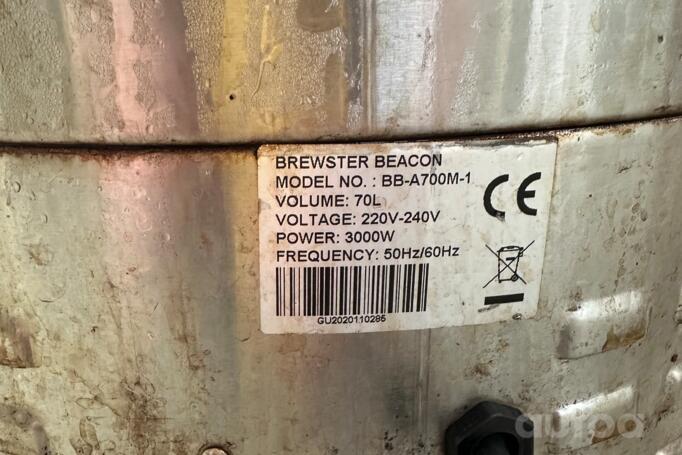 BREWSTER BEACON
MODEL NO. : BB-A700M-1
VOLUME: 70L
VOLTAGE: 220V-240V
POWER: 3000W
FREQUENCY: 50Hz/60Hz
GU2020110285
CE
auopa